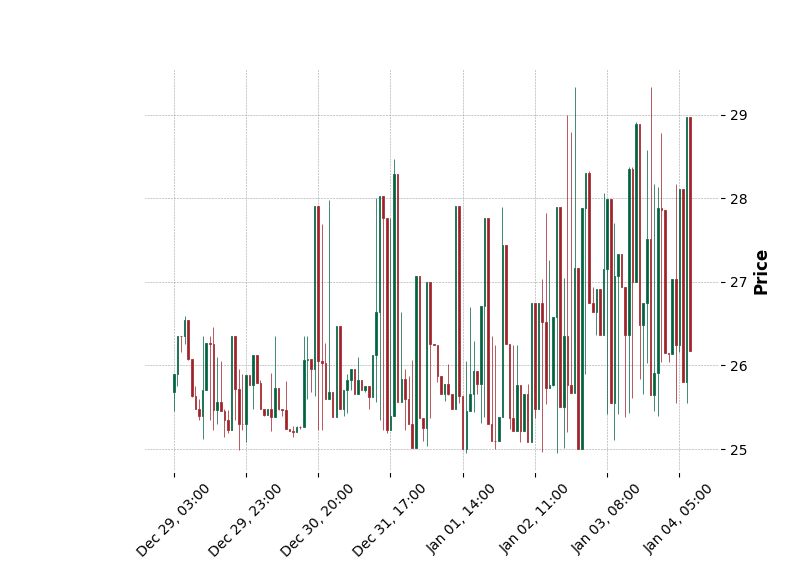 29
28
27
26
25
Price
Dec 29, 03:00
Dec 29, 23:00
Dec 30, 20:00
Dec 31, 17:00
Jan 01, 14:00
Jan 02, 11:00
Jan 03, 08:00
Jan 04, 05:00